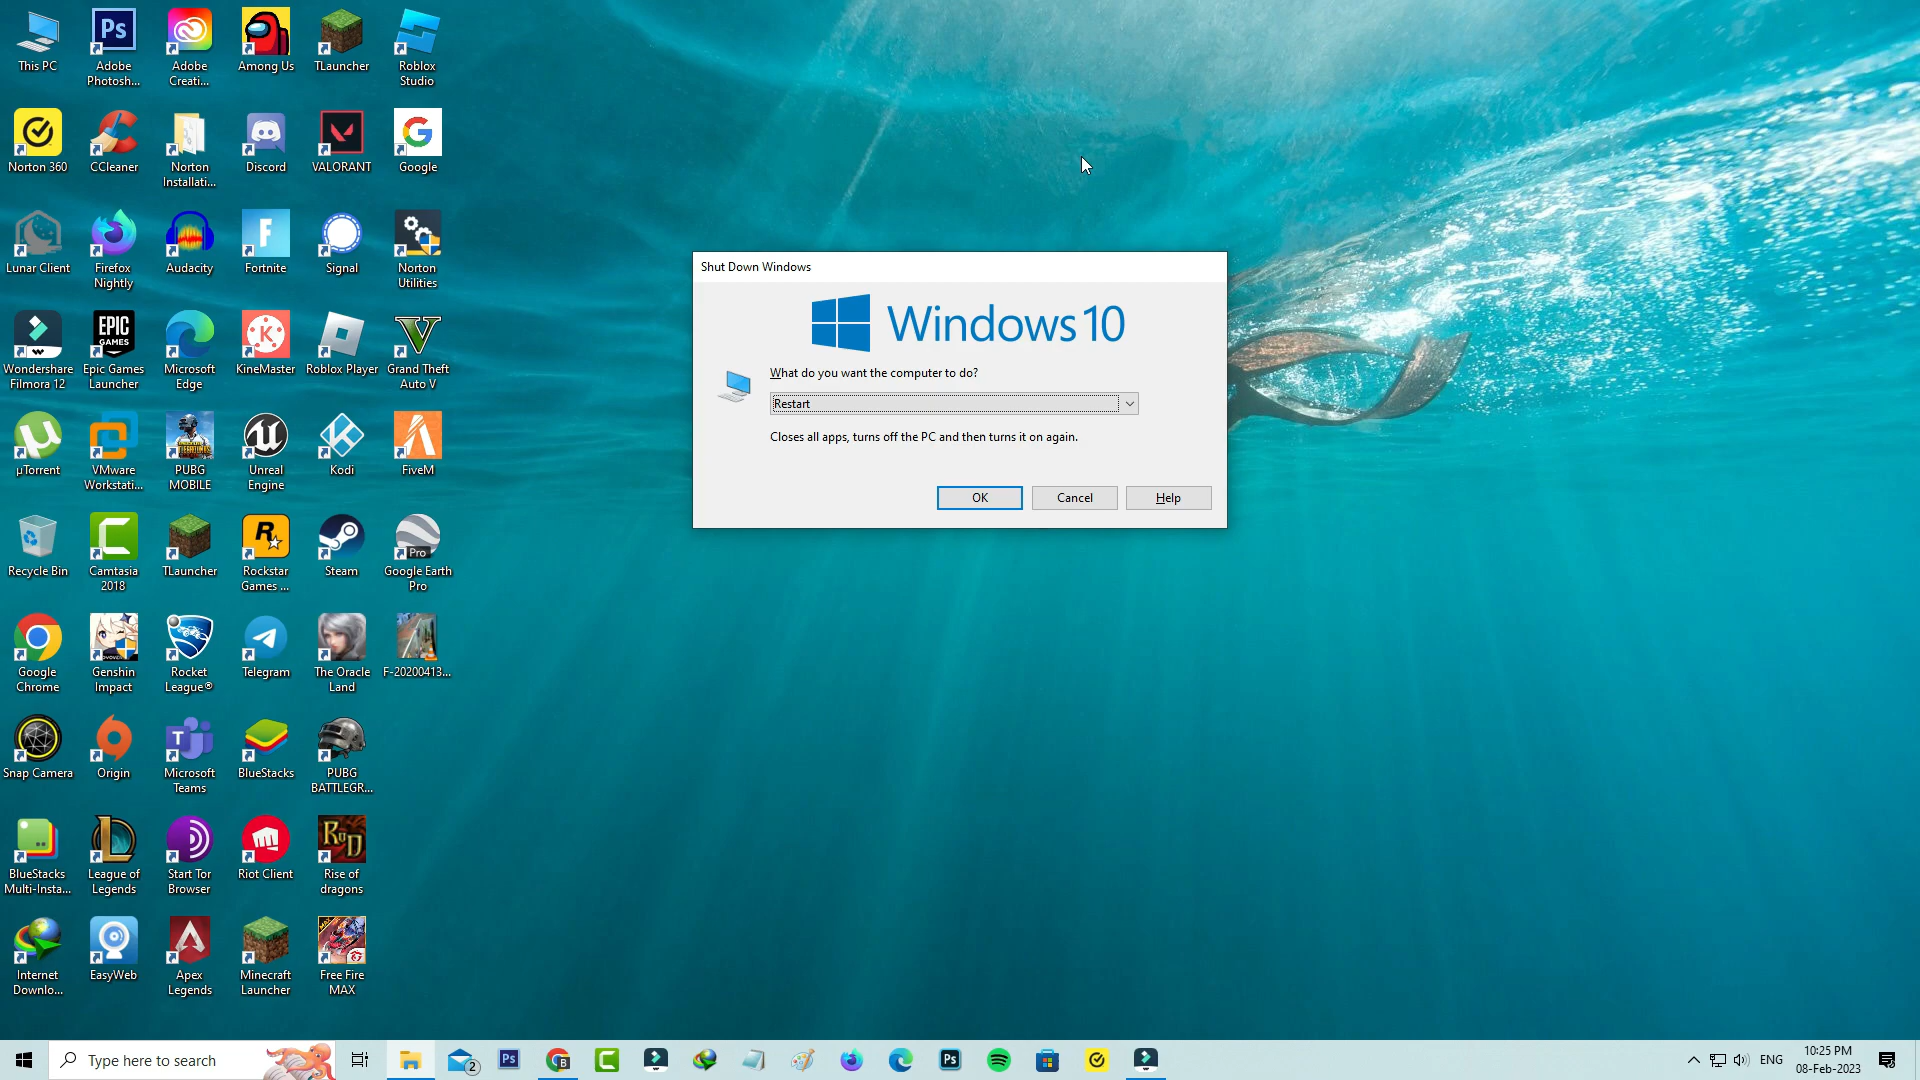 This PC
Adobe
Photosh...
Adobe
Creati...
Among Us
TLauncher
Roblox
Studio
Norton 360
CCleaner
Norton
Installati...
Discord
VALORANT
Google
Lunar Client
Firefox
Nightly
Audacity
Fortnite
Signal
Norton
Utilities
Wondershare
Filmora 12
EPIC
GAMES
Epic Games
Launcher
Microsoft
Edge
KineMaster
Roblox Player
Grand Theft
Auto V
µTorrent
VMware
Workstati...
PUBG
MOBILE
Unreal
Engine
Kodi
FiveM
Recycle Bin
Camtasia
2018
TLauncher
Rockstar
Games ...
Steam
Pro
Google Earth
Pro
Google
Chrome
Genshin
Impact
Rocket
League®
Telegram
The Oracle
Land
F-20200413...
Snap Camera
Origin
Microsoft
Teams
BlueStacks
PUBG
BATTLEGR...
BlueStacks
Multi-Insta...
League of
Legends
Start Tor
Browser
Riot Client
RuD
Rise of
dragons
Internet
Downlo...
EasyWeb
Apex
Legends
Minecraft
Launcher
Free Fire
MAX
Shut Down Windows
Windows 10
What do you want the computer to do?
Restart
Closes all apps, turns off the PC and then turns it on again.
OK
Cancel
Help
Type here to search
2
Ps
B
Ps
ENG
10:25 PM
08-Feb-2023